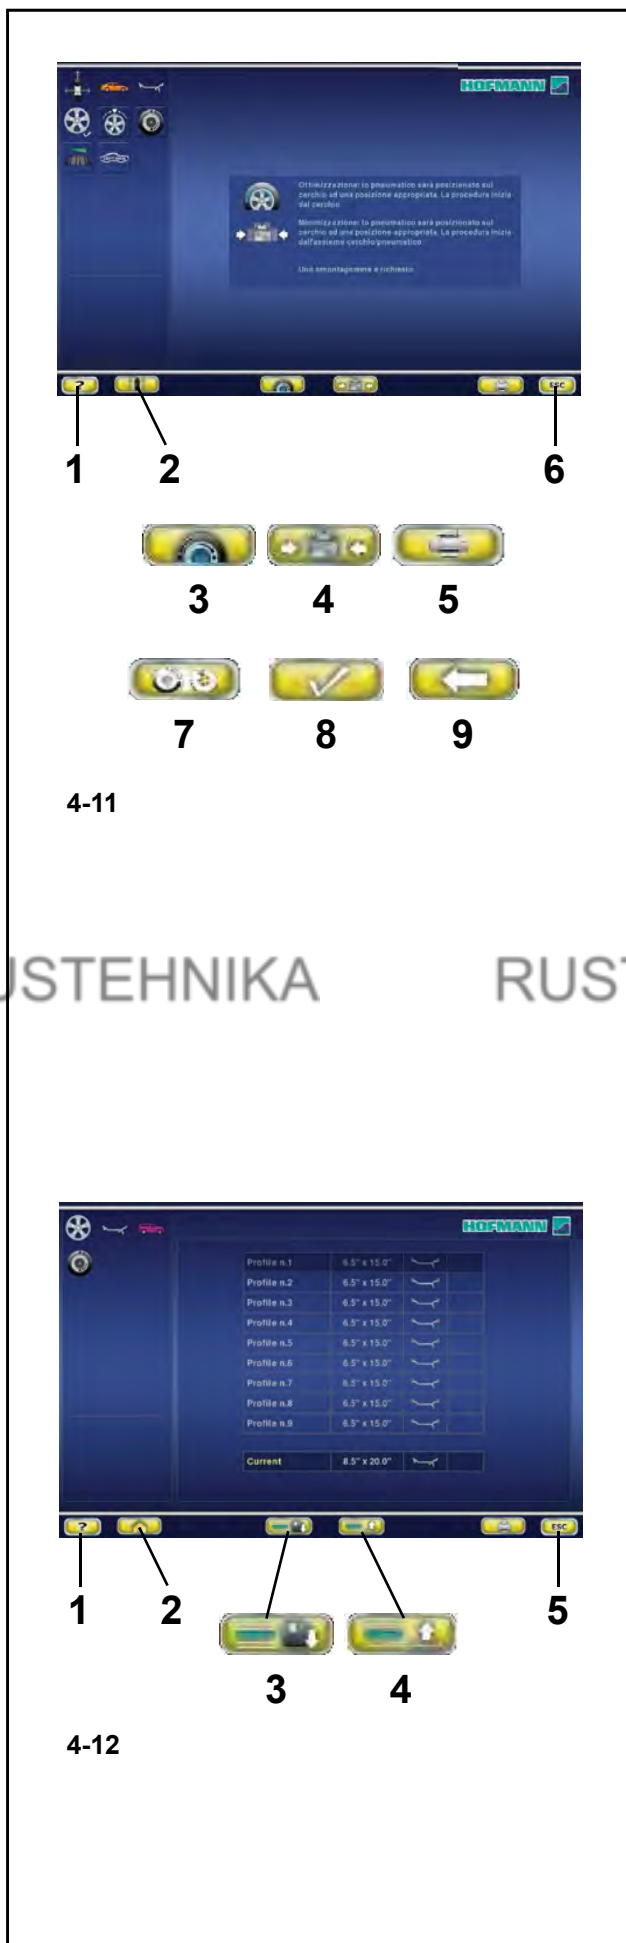 HOFMANN
Ottimizzazione: lo pneumatico sarà posizionato sul
cerchio ad una posizione appropriata. La procedura inizia
dal cerchio
Minimizzazione: lo pneumatico sarà posizionato sul
cerchio ad una posizione appropriata. La procedura inizia
dall'assieme cerchio/pneumatico
Uno smontagomme è richiesto
? ESC
1 2 6
3 4 5
7 8 9
4-11
USTEHNIKA RUST
HOFMANN
Profile n.1 6.5" x 15.0"
Profile n.2 6.5" x 15.0"
Profile n.3 6.5" x 15.0"
Profile n.4 6.5" x 15.0"
Profile n.5 6.5" x 15.0"
Profile n.6 6.5" x 15.0"
Profile n.7 6.5" x 15.0"
Profile n.8 6.5" x 15.0"
Profile n.9 6.5" x 15.0"
Current 8.5" x 20.0"
? ESC
1 2 5
3 4
4-12